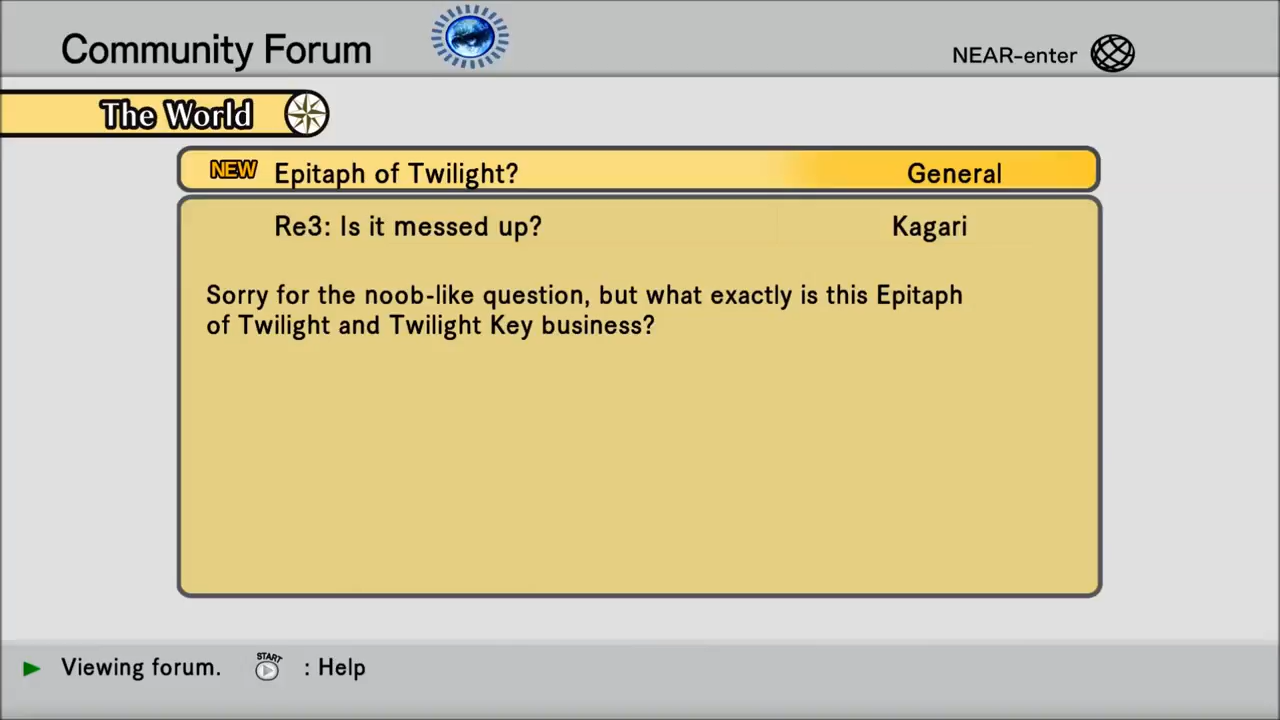 Community Forum
NEAR-enter
The World
NEW Epitaph of Twilight? General
Re3: Is it messed up? Kagari
Sorry for the noob-like question, but what exactly is this Epitaph
of Twilight and Twilight Key business?
Viewing forum. START : Help